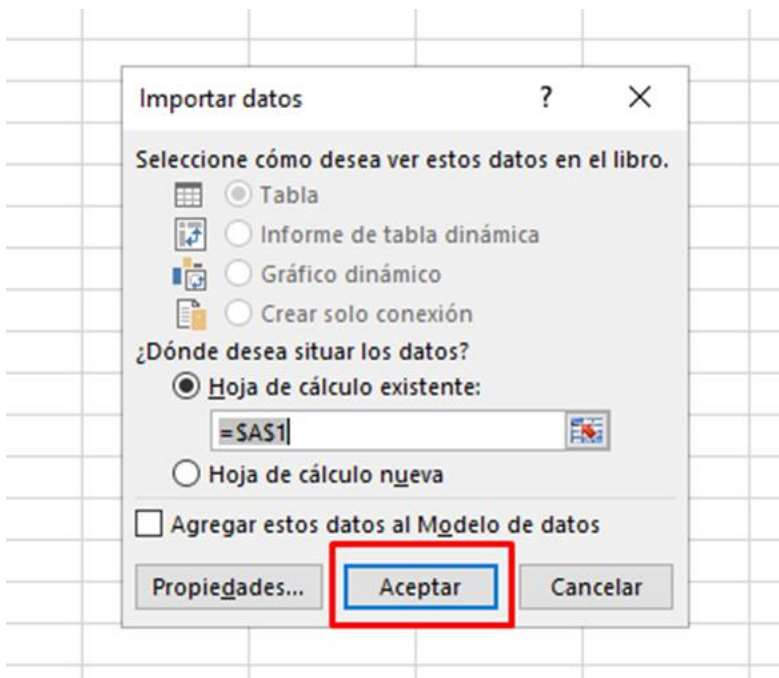 Importar datos ?
Seleccione cómo desea ver estos datos en el libro.
Tabla
Informe de tabla dinámica
Gráfico dinámico
Crear solo conexión
¿Dónde desea situar los datos?
Hoja de cálculo existente:
=$A$1
Hoja de cálculo nueva
Agregar estos datos al Modelo de datos
Propiedades... Aceptar Cancelar